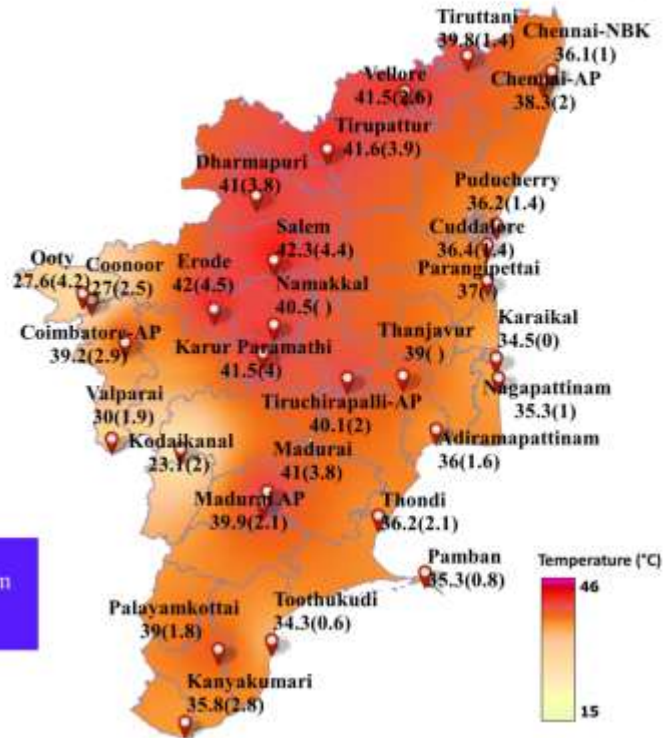 Tiruttani
39.8(1.4)
Chennai-NBK
36.1(1)
Vellore
41.5(2.6)
Chennai-AP
38.3(2)
Tirupattur
41.6(3.9)
Dharmapuri
41(3.8)
Puducherry
36.2(1.4)
Salem
42.3(4.4)
Cuddalore
36.4(1.4)
Ooty
27.6(4.2)
Coonoor
27(2.5)
Erode
42(4.5)
Namakkal
40.5( )
Parangipettai
37( )
Karaikal
34.5(0)
Coimbatore-AP
39.2(2.9)
Karur Paramathi
41.5(4)
Thanjavur
39( )
Nagapattinam
35.3(1)
Valparai
30(1.9)
Tiruchirapalli-AP
40.1(2)
Kodaikanal
23.1(2)
Adiramapattinam
36(1.6)
Madurai
41(3.8)
Madurai AP
39.9(2.1)
Thondi
36.2(2.1)
Pamban
35.3(0.8)
Temperature (°C)
46
15
Palayamkottai
39(1.8)
Toothukudi
34.3(0.6)
Kanyakumari
35.8(2.8)